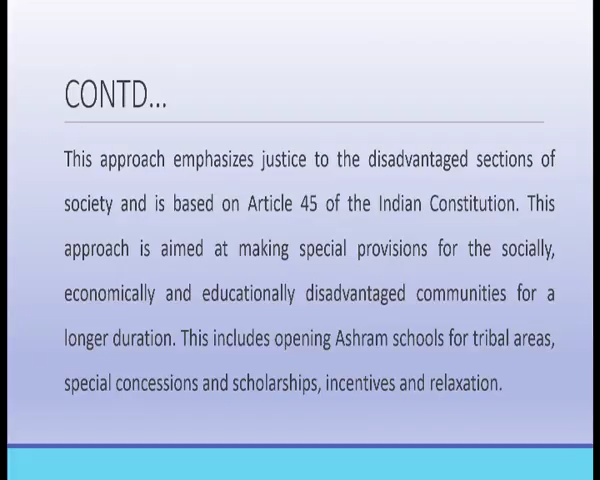 CONTD...
This approach emphasizes justice to the disadvantaged sections of
society and is based on Article 45 of the Indian Constitution. This
approach is aimed at making special provisions for the socially,
economically and educationally disadvantaged communities for a
longer duration. This includes opening Ashram schools for tribal areas,
special concessions and scholarships, incentives and relaxation.